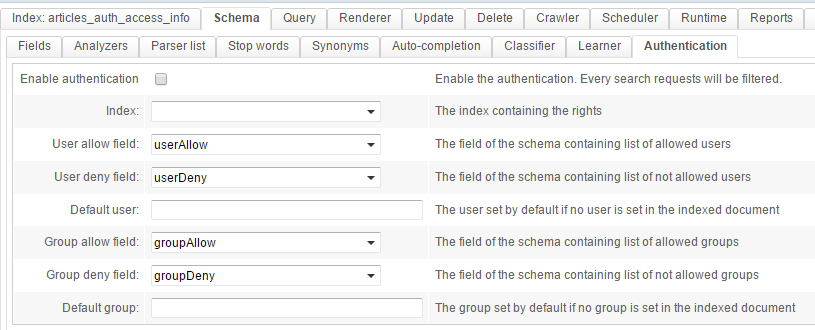 Index: articles_auth_access_info Schema Query Renderer Update Delete Crawler Scheduler Runtime Reports
Fields Analyzers Parser list Stop words Synonyms Auto-completion Classifier Learner Authentication
Enable authentication Enable the authentication. Every search requests will be filtered.
Index: The index containing the rights
User allow field: userAllow The field of the schema containing list of allowed users
User deny field: userDeny The field of the schema containing list of not allowed users
Default user: The user set by default if no user is set in the indexed document
Group allow field: groupAllow The field of the schema containing list of allowed groups
Group deny field: groupDeny The field of the schema containing list of not allowed groups
Default group: The group set by default if no group is set in the indexed document